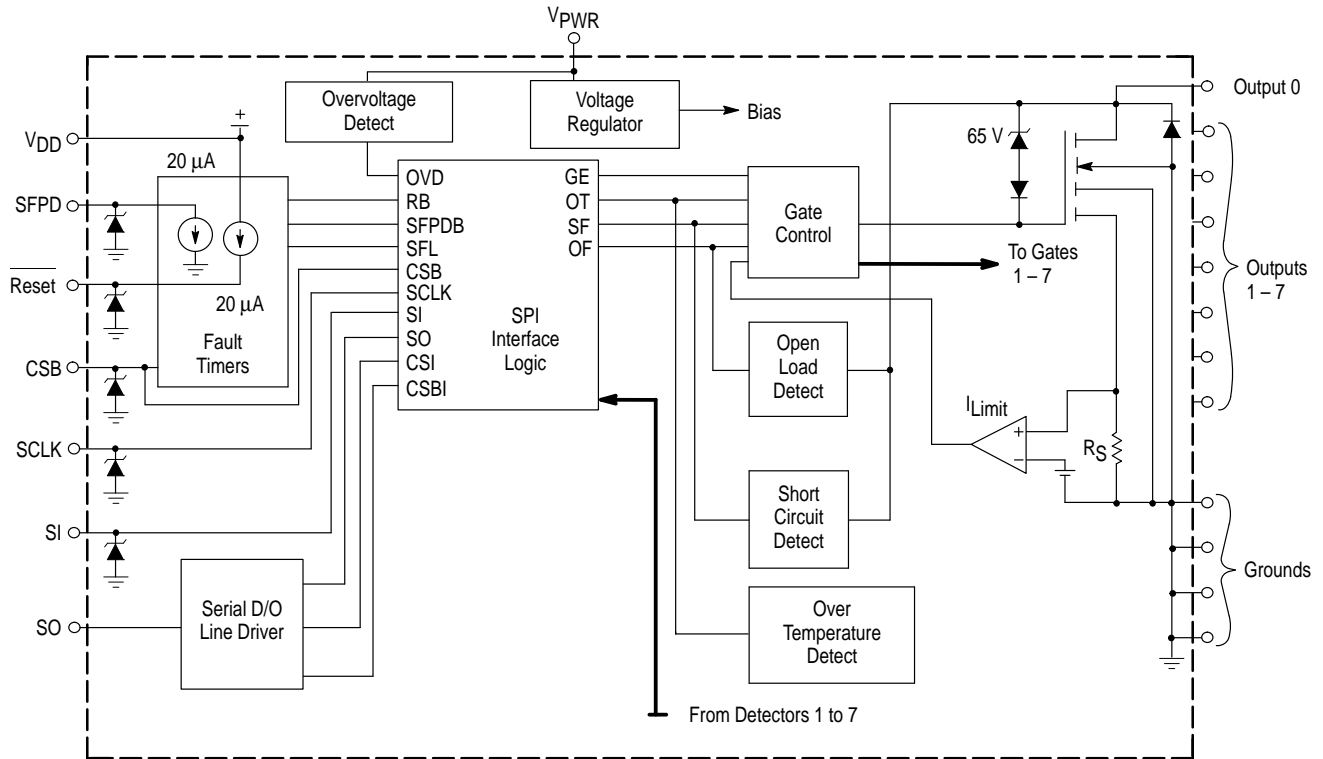 VPWR
Overvoltage
Detect
Voltage
Regulator
Bias
Output 0
+
VDD
20 μA
65 V
SFPD
OVD
RB
SFPDB
SFL
CSB
SCLK
SI
SO
CSI
CSBI
GE
OT
SF
OF
SPI
Interface
Logic
Gate
Control
To Gates
1 – 7
Outputs
1 – 7
Reset
20 μA
Fault
Timers
CSB
Open
Load
Detect
ILimit
+
–
RS
SCLK
Short
Circuit
Detect
SI
Grounds
SO
Serial D/O
Line Driver
Over
Temperature
Detect
From Detectors 1 to 7